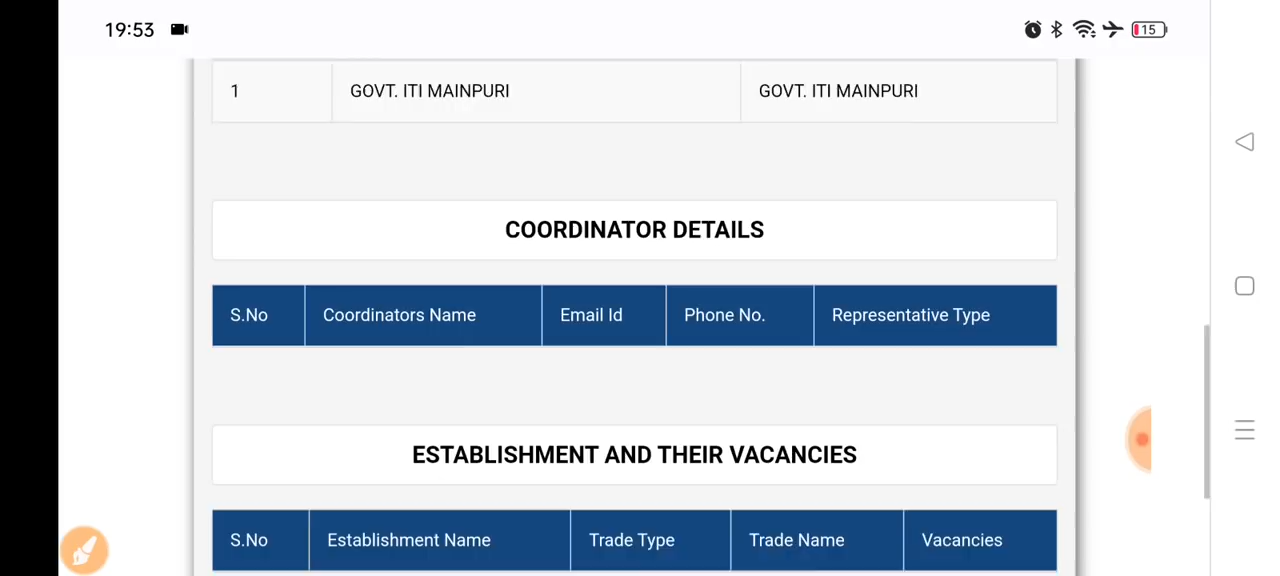 19:53 15
1 GOVT. ITI MAINPURI GOVT. ITI MAINPURI
COORDINATOR DETAILS
S.No Coordinators Name Email Id Phone No. Representative Type
ESTABLISHMENT AND THEIR VACANCIES
S.No Establishment Name Trade Type Trade Name Vacancies